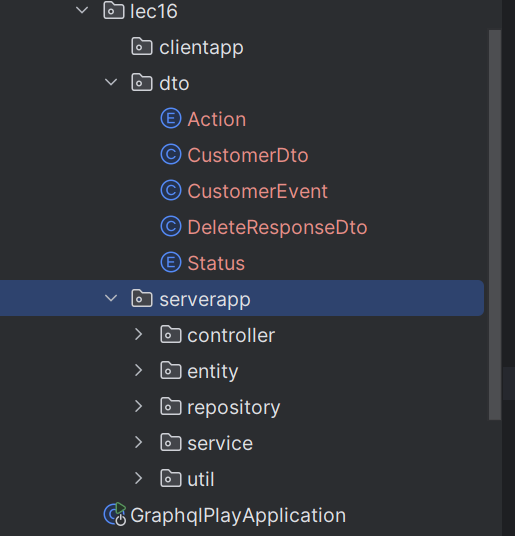 lec16
clientapp
dto
E Action
C CustomerDto
C CustomerEvent
C DeleteResponseDto
E Status
serverapp
controller
entity
repository
service
util
C GraphqlPlayApplication